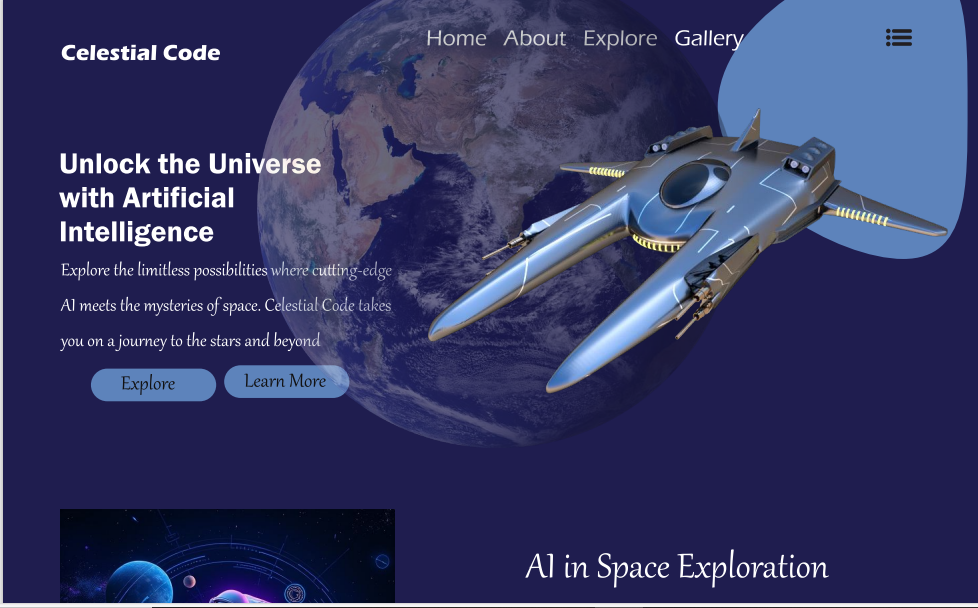 Celestial Code
Home About Explore Gallery
Unlock the Universe
with Artificial
Intelligence
Explore the limitless possibilities where cutting-edge
AI meets the mysteries of space. Celestial Code takes
you on a journey to the stars and beyond
Explore Learn More
AI in Space Exploration